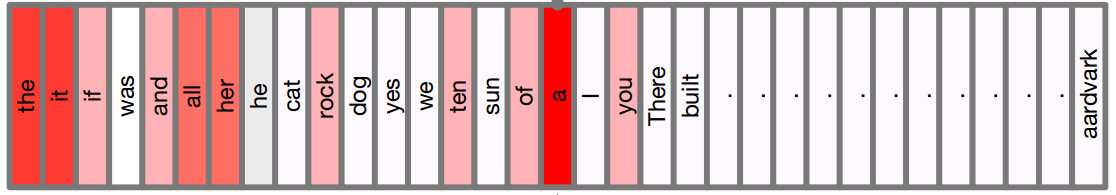 the it if was and all her he cat rock dog yes we ten sun of a I you There built . . . . . . . . . . . aardvark